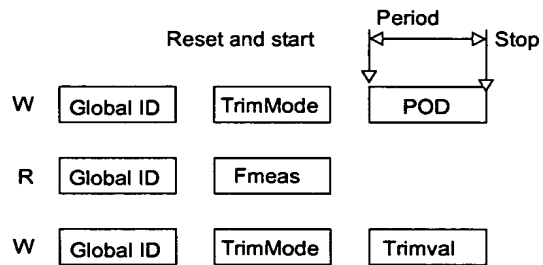 Period
Reset and start
Stop
W Global ID TrimMode POD
R Global ID Fmeas
W Global ID TrimMode Trimval